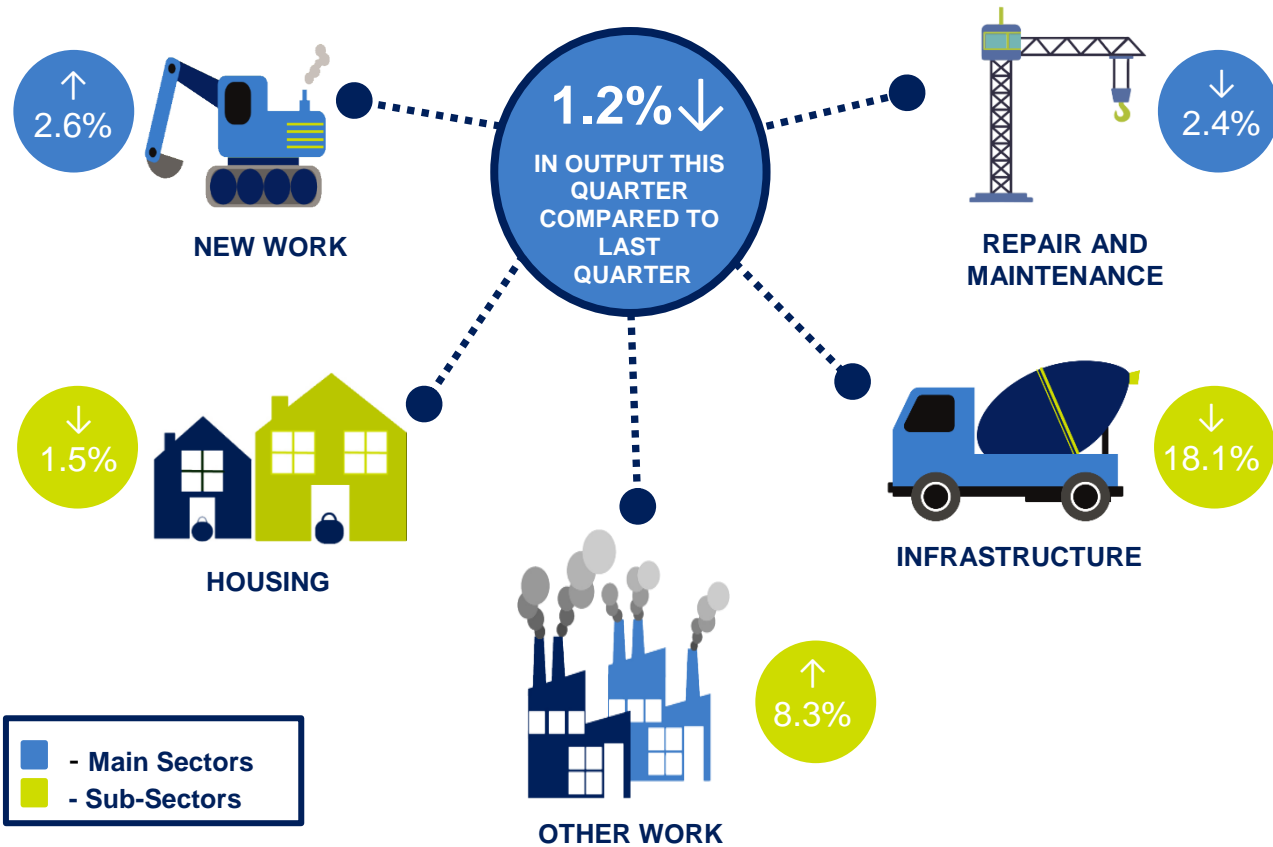 ↑
2.6%
NEW WORK
1.2%↓
IN OUTPUT THIS
QUARTER
COMPARED TO
LAST
QUARTER
↓
2.4%
REPAIR AND
MAINTENANCE
↓
1.5%
HOUSING
↓
18.1%
INFRASTRUCTURE
↑
8.3%
OTHER WORK
- Main Sectors
- Sub-Sectors